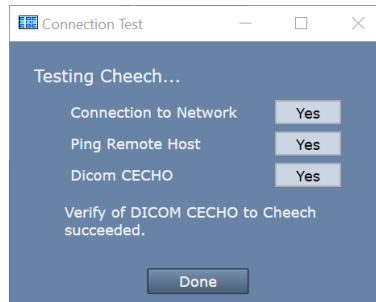 Connection Test
Testing Cheech...
Connection to Network Yes
Ping Remote Host Yes
Dicom CECHO Yes
Verify of DICOM CECHO to Cheech
succeeded.
Done